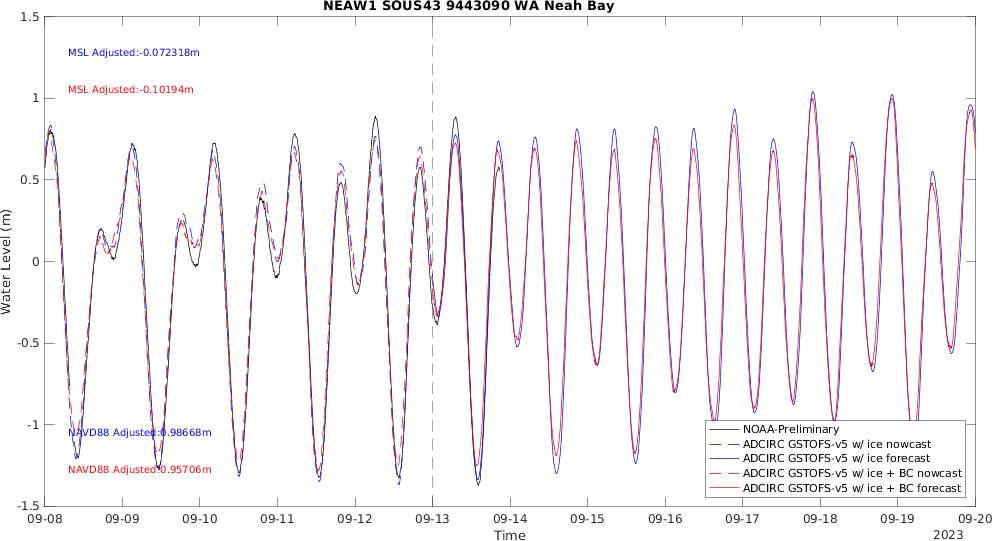 NEAW1 SOUS43 9443090 WA Neah Bay
1.5
1
0.5
0
-0.5
-1
-1.5
Water Level (m)
MSL Adjusted:-0.072318m
MSL Adjusted:-0.10194m
NAVD88 Adjusted:0.98668m
NAVD88 Adjusted:0.95706m
NOAA-Preliminary
ADCIRC GSTOFS-v5 w/ ice nowcast
ADCIRC GSTOFS-v5 w/ ice forecast
ADCIRC GSTOFS-v5 w/ ice + BC nowcast
ADCIRC GSTOFS-v5 w/ ice + BC forecast
09-08 09-09 09-10 09-11 09-12 09-13 09-14 09-15 09-16 09-17 09-18 09-19 09-20
Time
2023